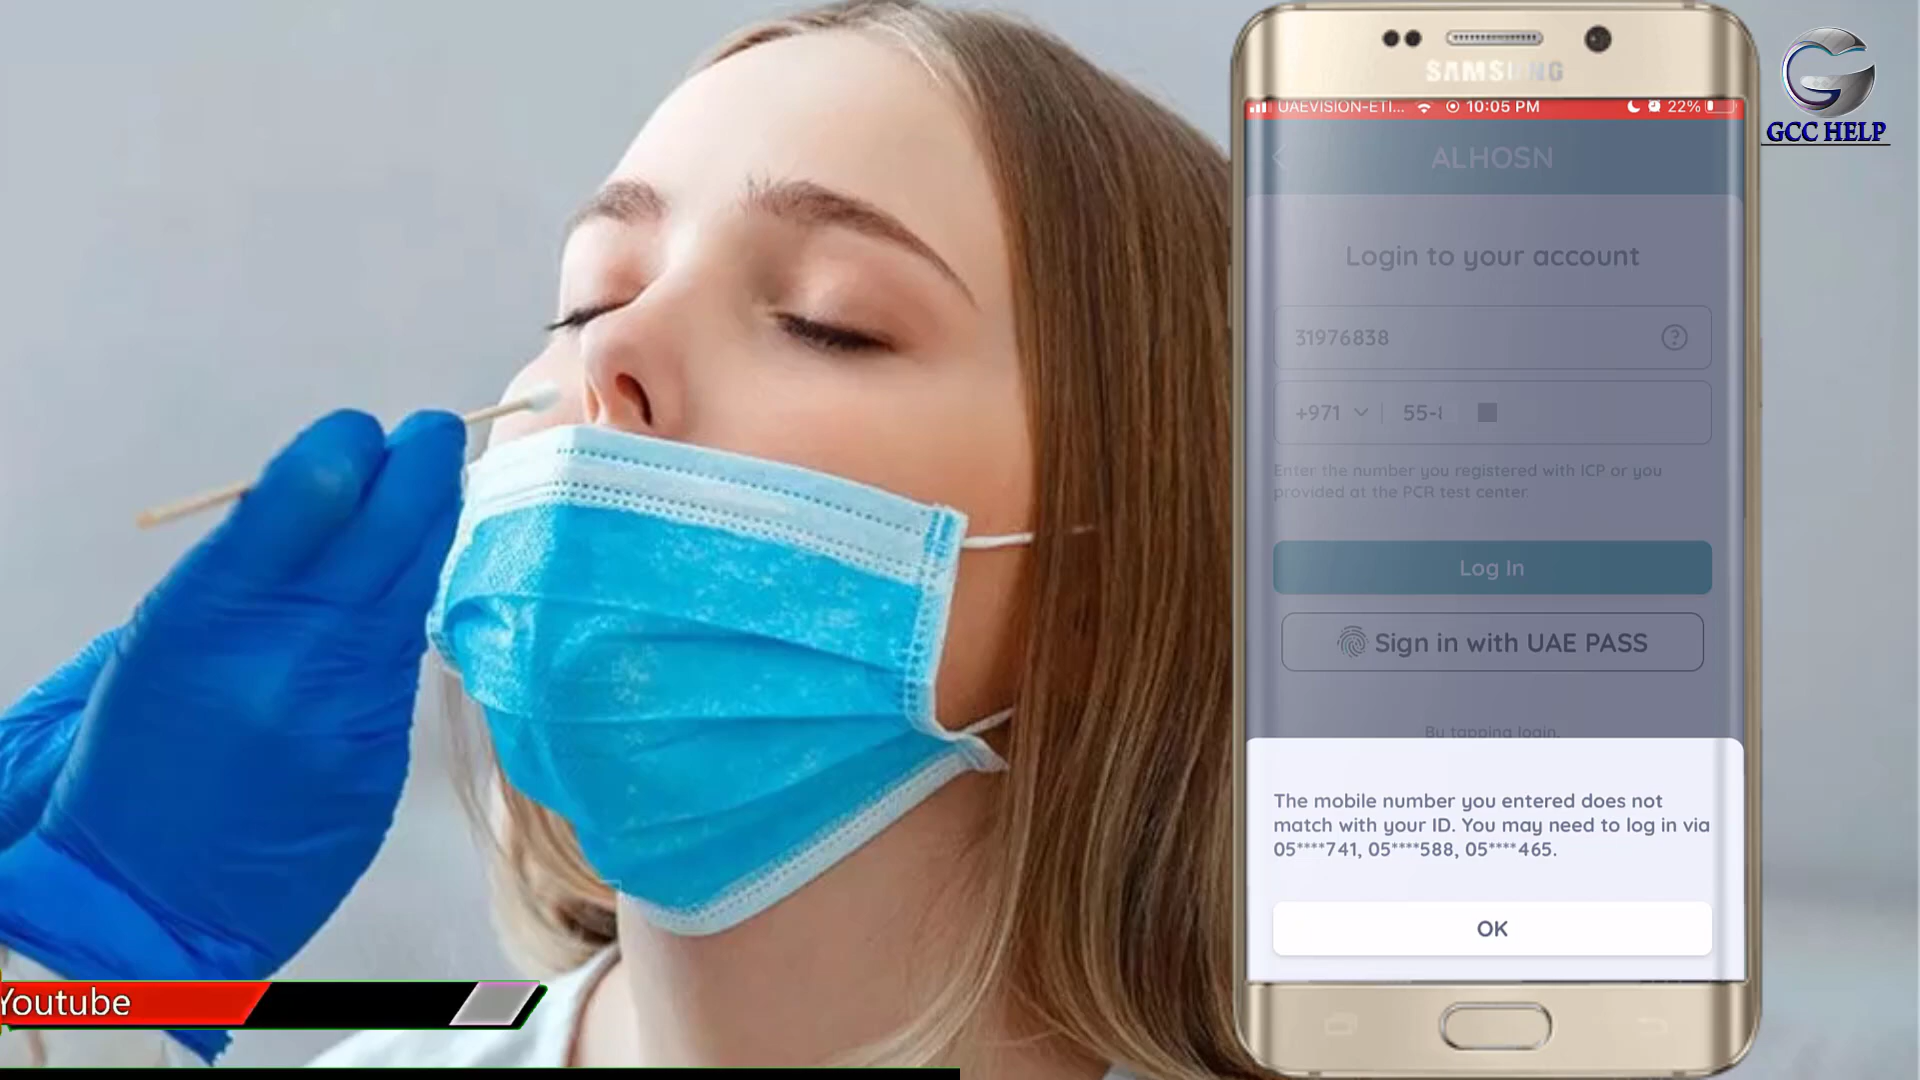 SAMSUNG
UAEVISION-ETI... 10:05 PM 22%
ALHOSN
Login to your account
31976838
+971 55-
Enter the number you registered with ICP or you
provided at the PCR test center.
Log In
Sign in with UAE PASS
By tapping login,
The mobile number you entered does not
match with your ID. You may need to log in via
05****741, 05****588, 05****465.
OK
GCC HELP
Youtube